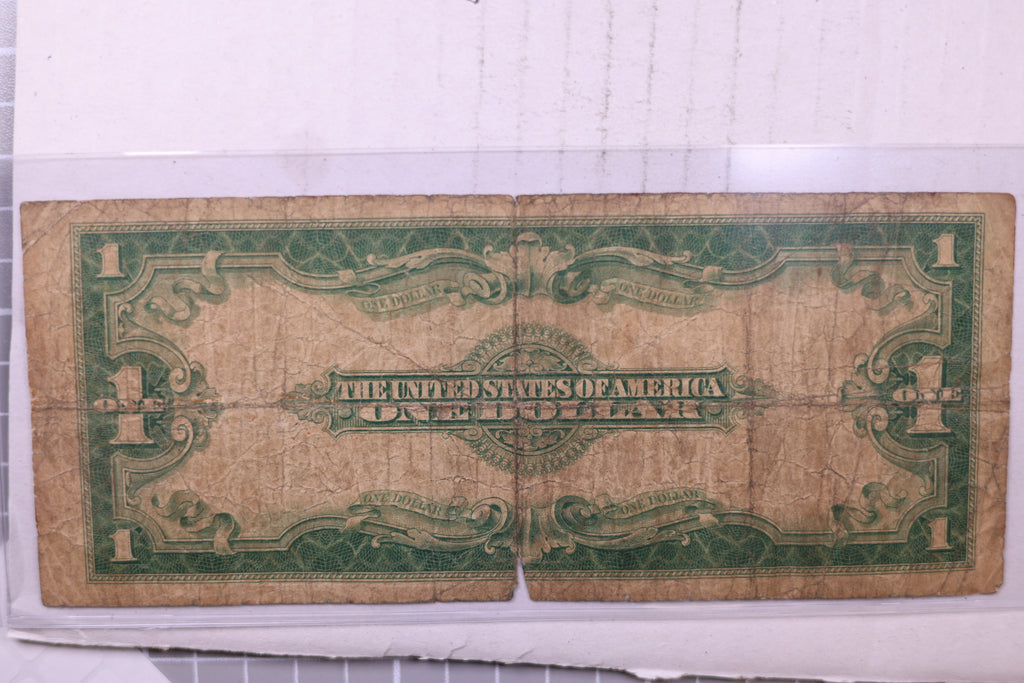 1 1
ONE DOLLAR ONE DOLLAR
THE UNITED STATES OF AMERICA
ONE DOLLAR
1 ONE 1 ONE
ONE DOLLAR ONE DOLLAR
1 1